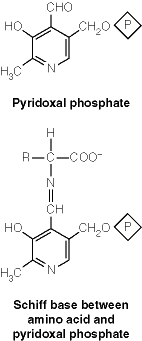 CHO
HO
CH₂O
P
H₃C
N
Pyridoxal phosphate
H
R
C
COO⁻
N
CH
HO
CH₂O
P
H₃C
N
Schiff base between
amino acid and
pyridoxal phosphate